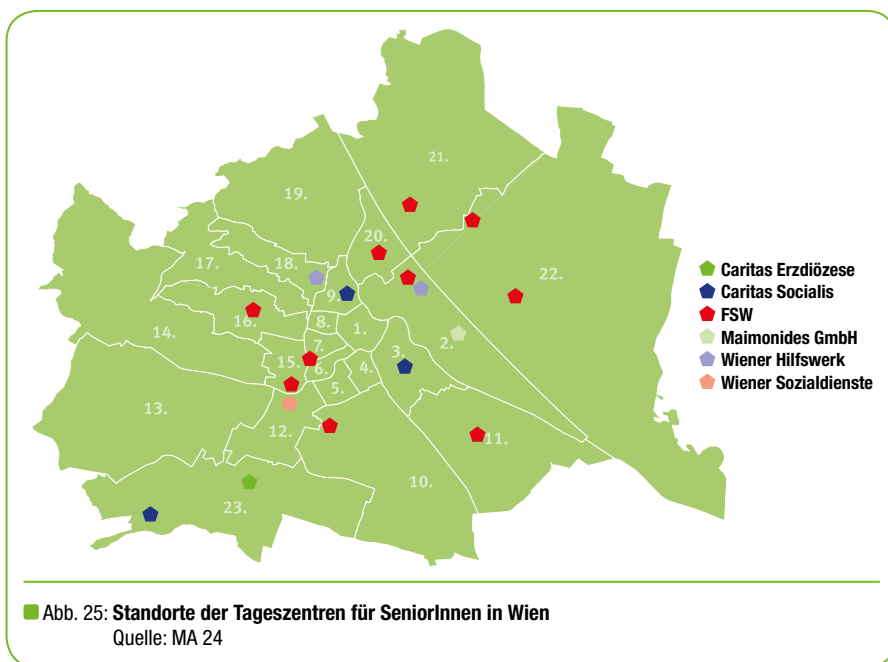 21.
19.
20.
17.
18.
22.
9.
16.
8.
1.
14.
7.
2.
3.
15.
6.
4.
5.
13.
12.
11.
10.
23.
Caritas Erzdiözese
Caritas Socialis
FSW
Maimonides GmbH
Wiener Hilfswerk
Wiener Sozialdienste
Abb. 25: Standorte der Tageszentren für SeniorInnen in Wien
Quelle: MA 24